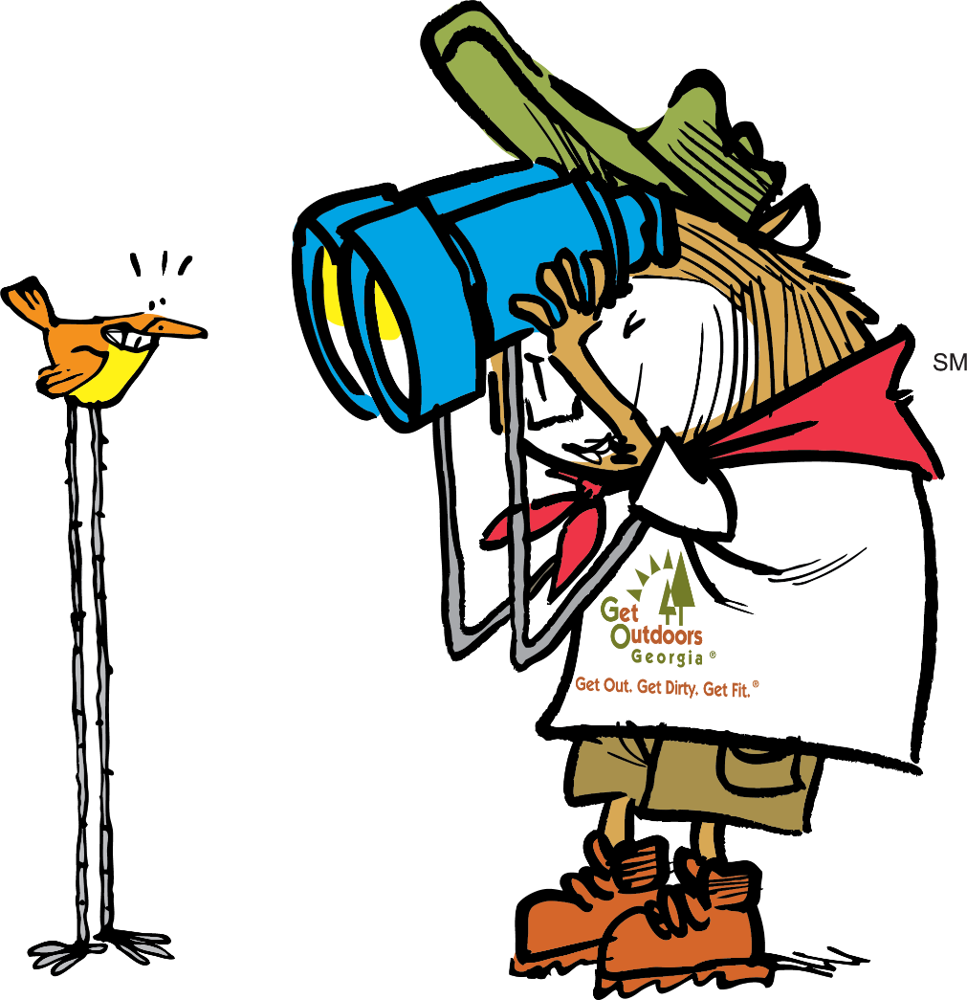 SM
Get
Outdoors
Georgia ®
Get Out. Get Dirty. Get Fit.®